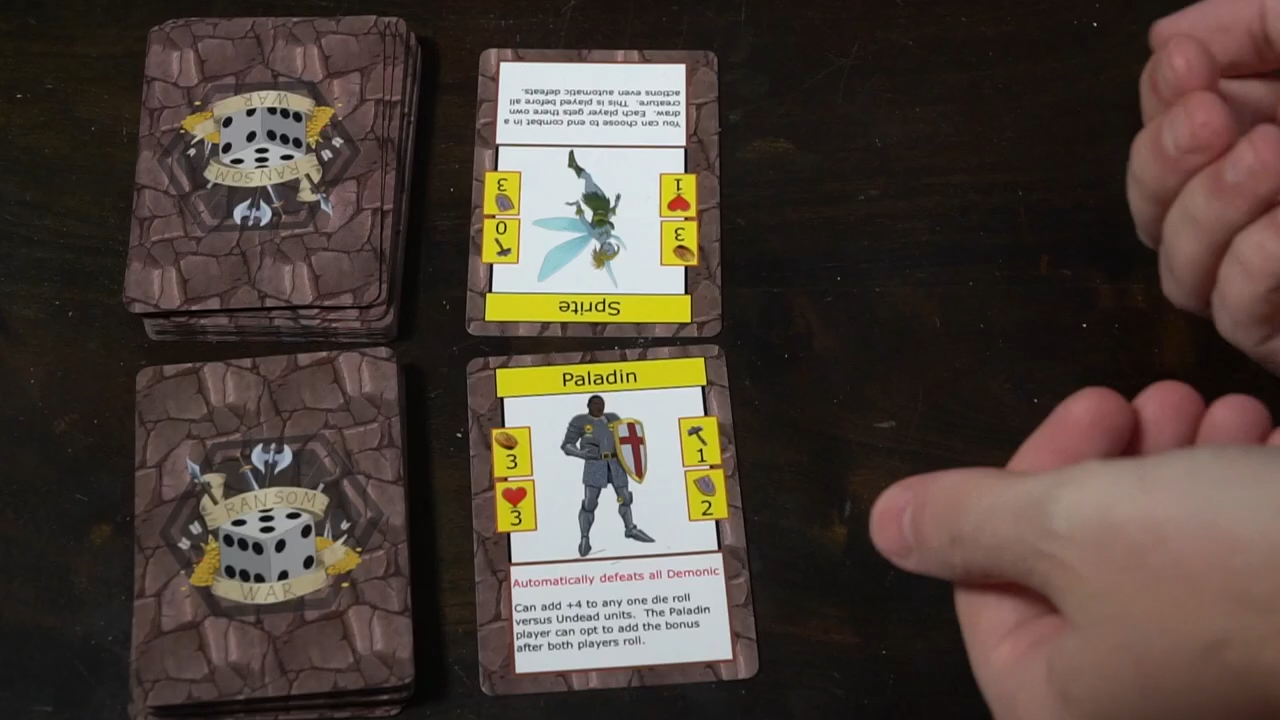 WAR
RANSOM
You can choose to end combat in a
draw. Each player gets there own
creature. This is played before all
actions even automatic defeats.
3
1
0
3
Sprite
RANSOM
WAR
Paladin
3
1
3
2
Automatically defeats all Demonic
Can add +4 to any one die roll
versus Undead units. The Paladin
player can opt to add the bonus
after both players roll.